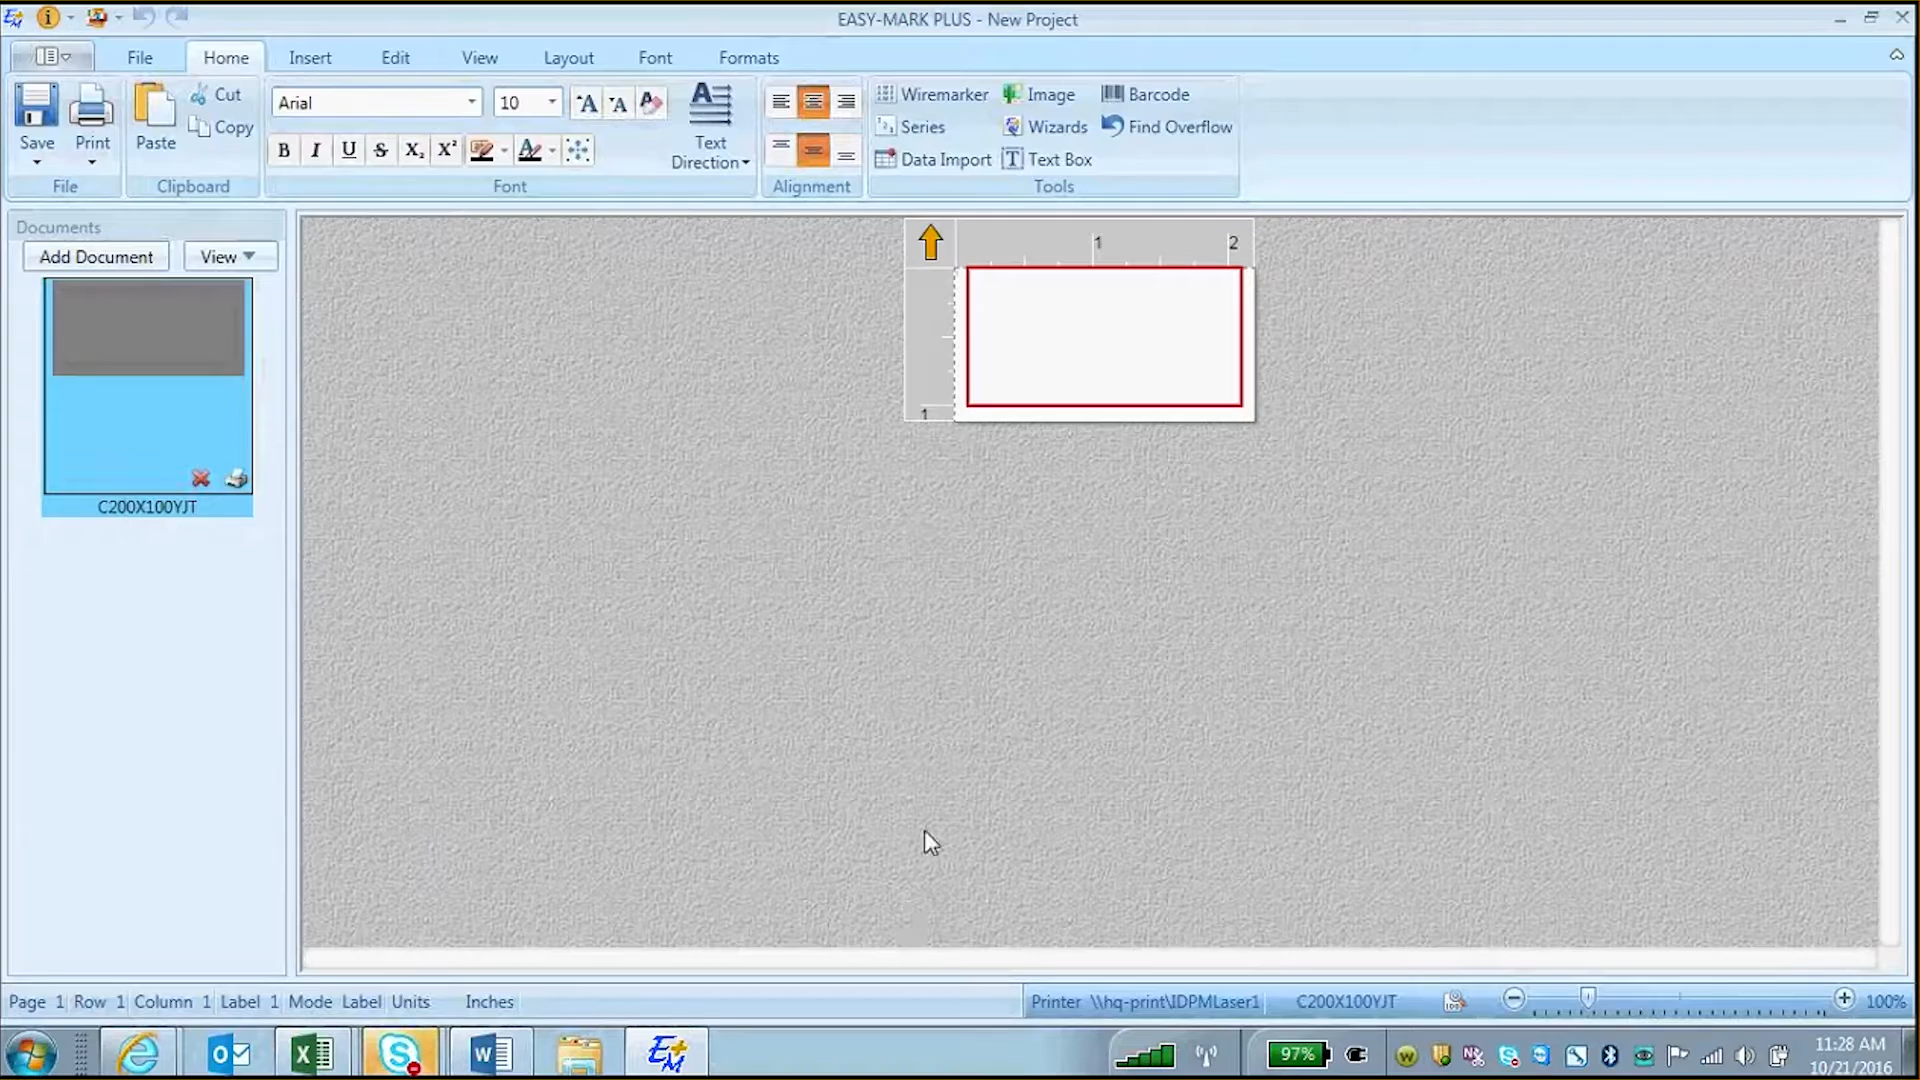 EASY-MARK PLUS - New Project
File Home Insert Edit View Layout Font Formats
Save
Print
Paste
Cut
Copy
Arial
10
B I U S X₂ X²
Text
Direction
Wiremarker
Series
Data Import
Image
Wizards
Text Box
Barcode
Find Overflow
File
Clipboard
Font
Alignment
Tools
Documents
Add Document
View
C200X100YJT
1 2
1
Page 1 Row 1 Column 1 Label 1 Mode Label Units Inches
Printer \\hq-print\IDPMLaser1 C200X100YJT 100%
97%
11:28 AM
10/21/2016